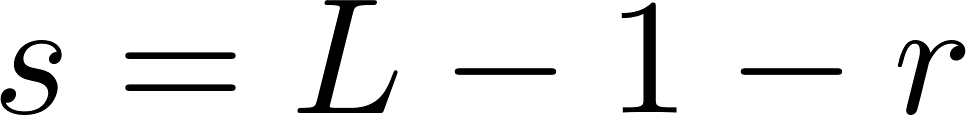 s = L − 1 − r